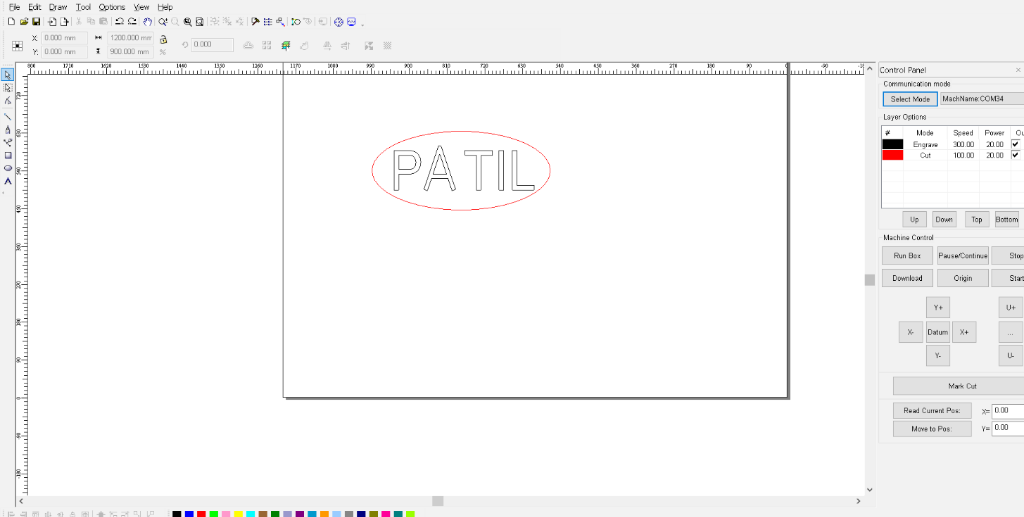 File Edit Draw Tool Options View Help
X: 0.000 mm 1200.000 mm
Y: 0.000 mm 900.000 mm %
0.000
PATIL
Control Panel
Communication mode
Select Mode MachName:COM34
Layer Options
# Mode Speed Power Ou
Engrave 300.00 20.00
Cut 100.00 20.00
Up Down Top Bottom
Machine Control
Run Box Pause/Continue Stop
Download Origin Start
Y+ U+
X- Datum X+ ...
Y- U-
Mark Cut
Read Current Pos: X= 0.00
Move to Pos: Y= 0.00